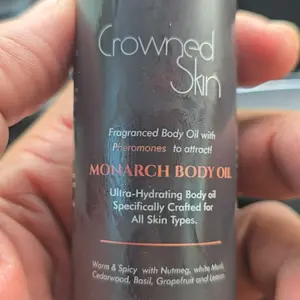 Crowned
Skin
Fragranced Body Oil with
Pheromones to attract!
MONARCH BODY OIL
Ultra-Hydrating Body oil
Specifically Crafted for
All Skin Types.
Warm & Spicy with Nutmeg, white Musk,
Cedarwood, Basil, Grapefruit and Lemon